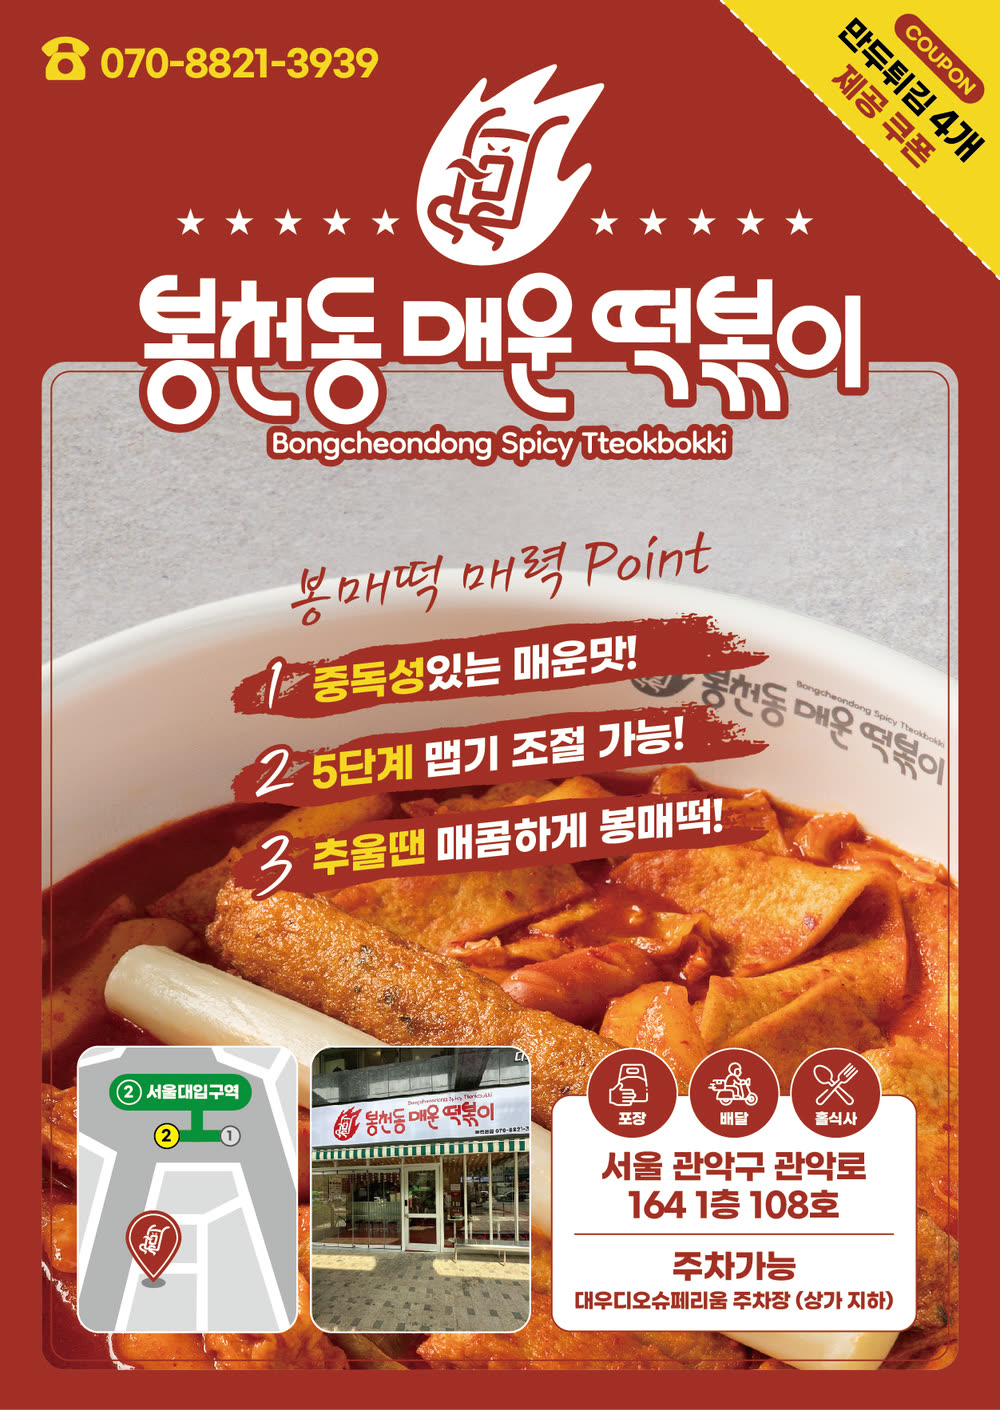 070-8821-3939
COUPON
만두튀김 4개
제공 쿠폰
봉천동 매운 떡볶이
Bongcheondong Spicy Tteokbokki
봉매떡 매력 Point
1 중독성있는 매운맛!
Bongcheondong Spicy Tteokbokki
봉천동 매운 떡볶이
2 5단계 맵기 조절 가능!
3 추울땐 매콤하게 봉매떡!
② 서울대입구역
2 1
Bongcheondong Spicy Tteokbokki
봉천동 매운 떡볶이
포장
배달
홀식사
서울 관악구 관악로
164 1층 108호
주차가능
대우디오슈페리움 주차장 (상가 지하)